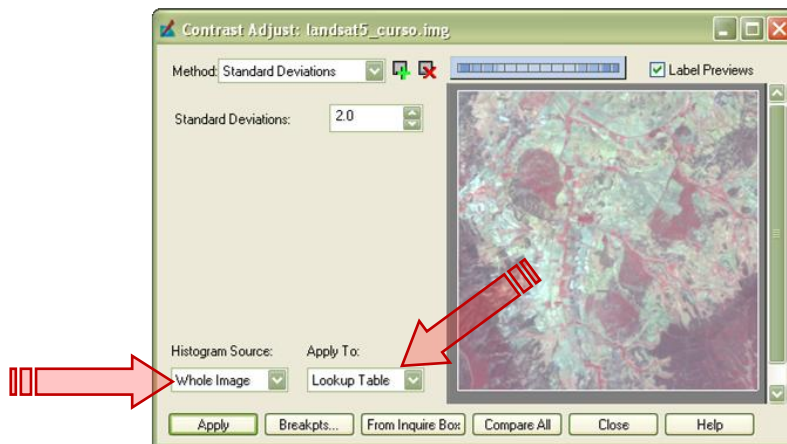 Contrast Adjust: landsat5_curso.img
Method: Standard Deviations
Label Previews
Standard Deviations: 2.0
Histogram Source: Apply To:
Whole Image Lookup Table
Apply Breakpts... From Inquire Box Compare All Close Help